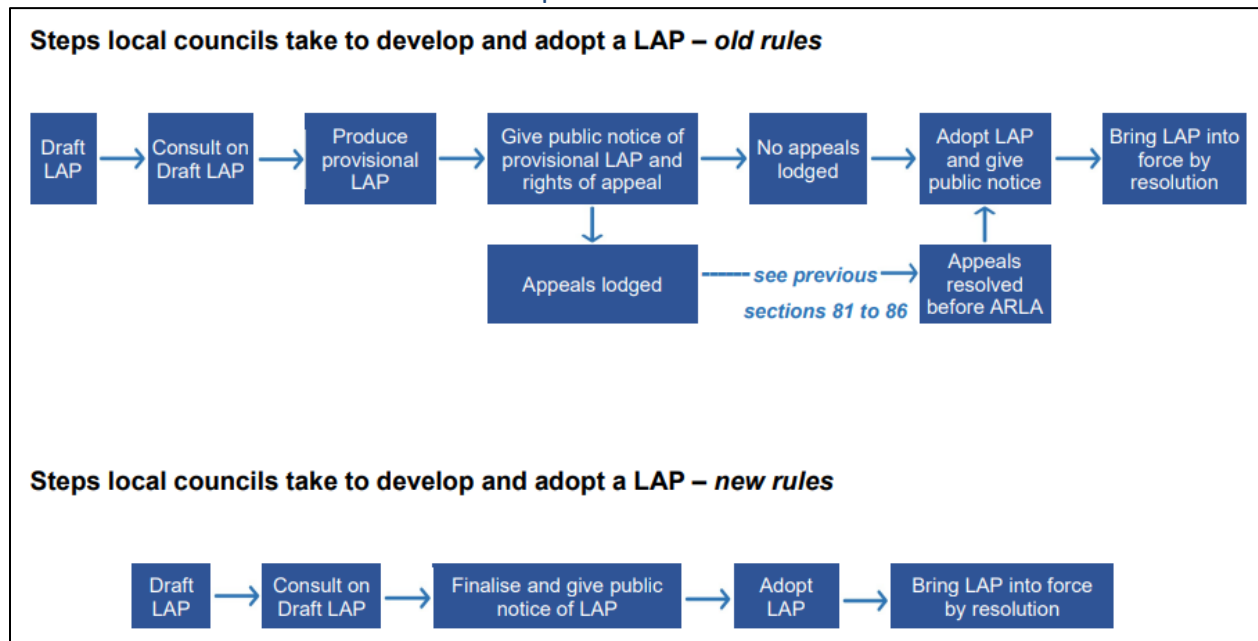 Steps local councils take to develop and adopt a LAP – old rules
Draft
LAP
Consult on
Draft LAP
Produce
provisional
LAP
Give public notice of
provisional LAP and
rights of appeal
No appeals
lodged
Adopt LAP
and give
public notice
Bring LAP into
force by
resolution
Appeals lodged
see previous
sections 81 to 86
Appeals
resolved
before ARLA
Steps local councils take to develop and adopt a LAP – new rules
Draft
LAP
Consult on
Draft LAP
Finalise and give public
notice of LAP
Adopt
LAP
Bring LAP into force
by resolution